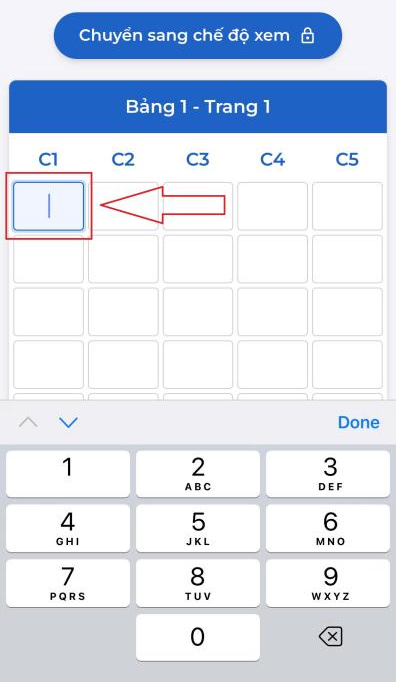 Chuyển sang chế độ xem
Bảng 1 - Trang 1
C1 C2 C3 C4 C5
Done
1 2 3
ABC DEF
4 5 6
GHI JKL MNO
7 8 9
PQRS TUV WXYZ
0